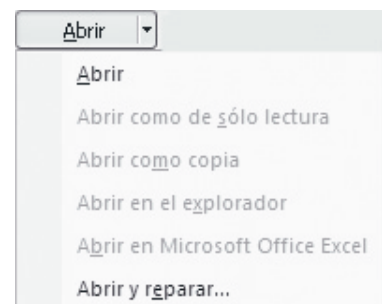 Abrir
Abrir
Abrir como de sólo lectura
Abrir como copia
Abrir en el explorador
Abrir en Microsoft Office Excel
Abrir y reparar...